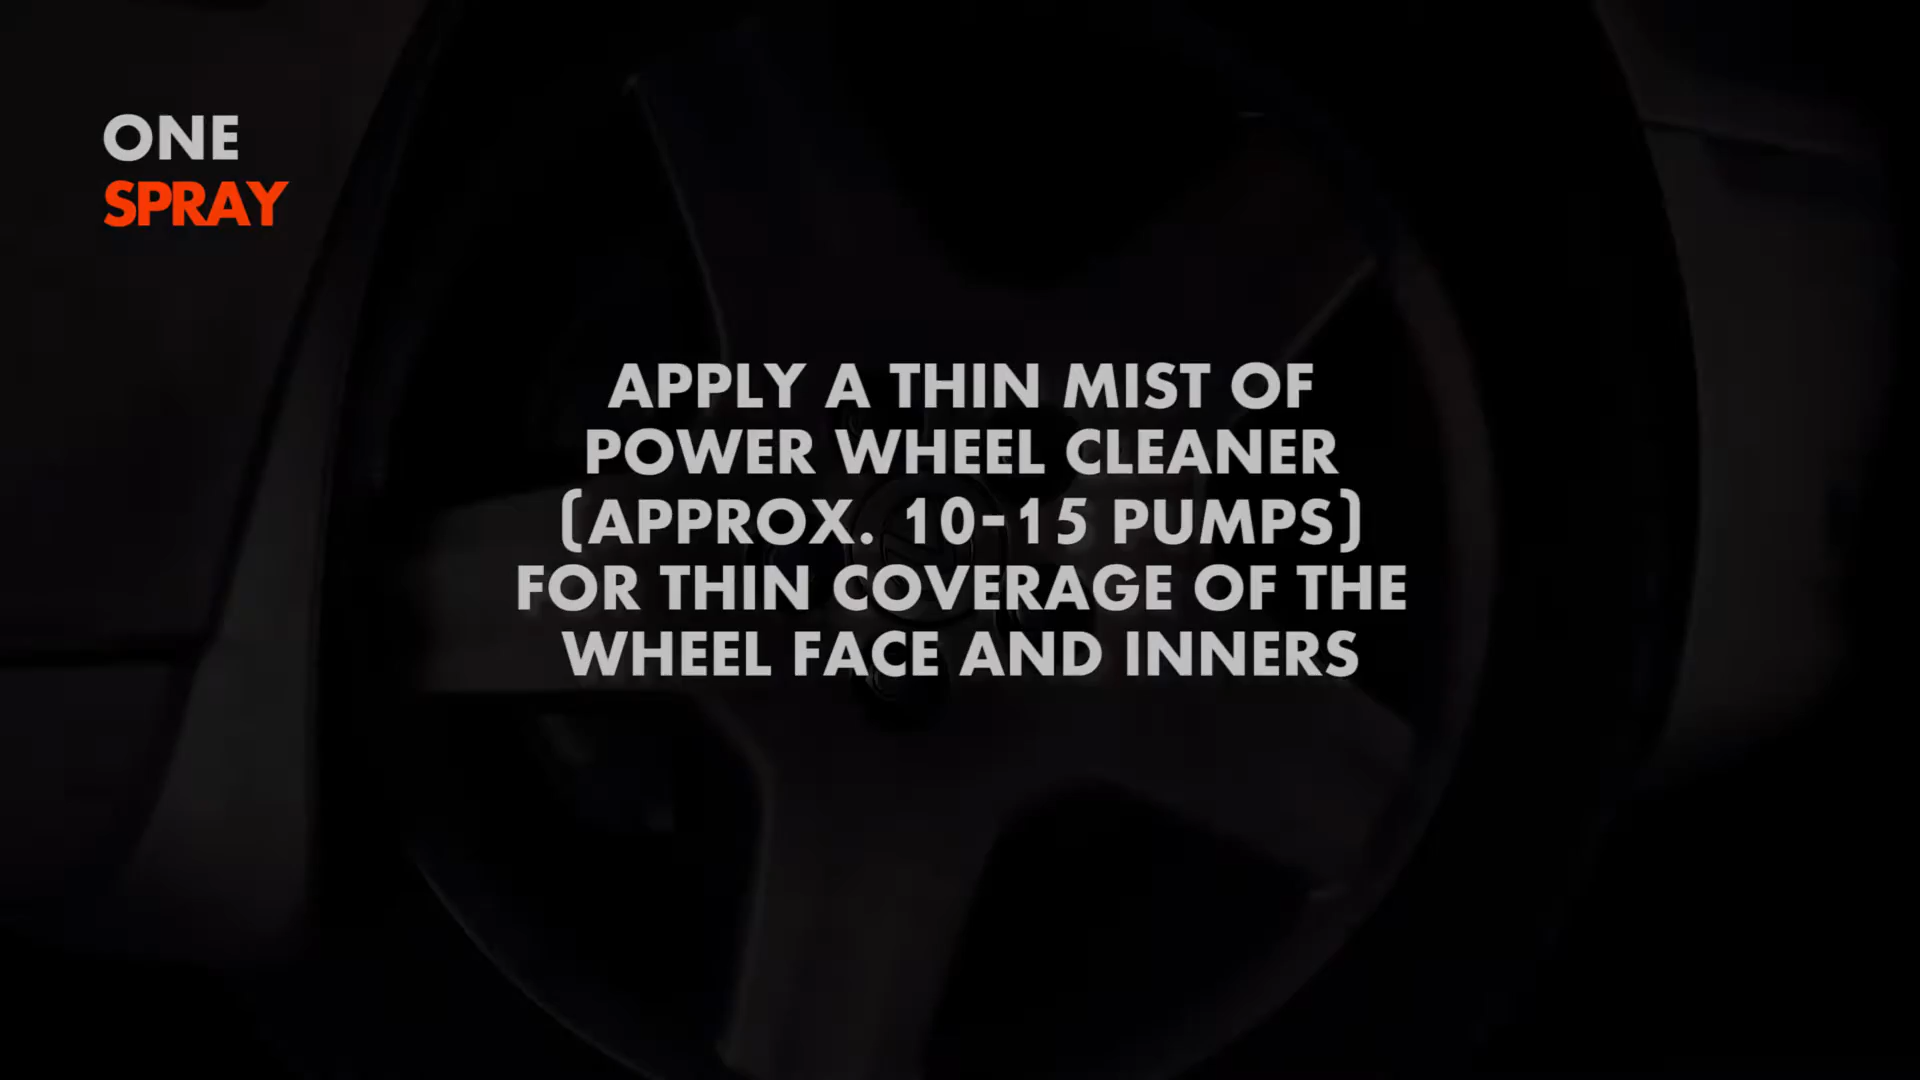 ONE
SPRAY
APPLY A THIN MIST OF
POWER WHEEL CLEANER
(APPROX. 10-15 PUMPS)
FOR THIN COVERAGE OF THE
WHEEL FACE AND INNERS